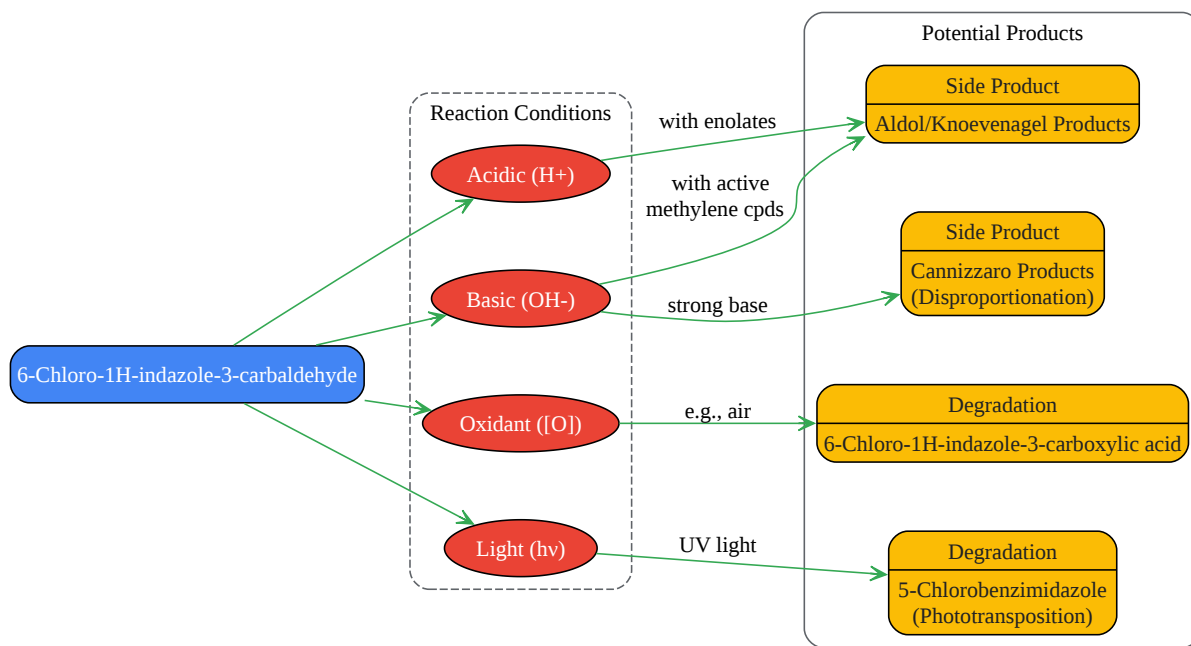 Potential Products
Side Product
Aldol/Knoevenagel Products
Reaction Conditions
with enolates
Acidic (H+)
with active
methylene cpds
Side Product
Cannizzaro Products
(Disproportionation)
Basic (OH-)
strong base
6-Chloro-1H-indazole-3-carbaldehyde
Oxidant ([O])
e.g., air
Degradation
6-Chloro-1H-indazole-3-carboxylic acid
Light (hν)
UV light
Degradation
5-Chlorobenzimidazole
(Phototransposition)